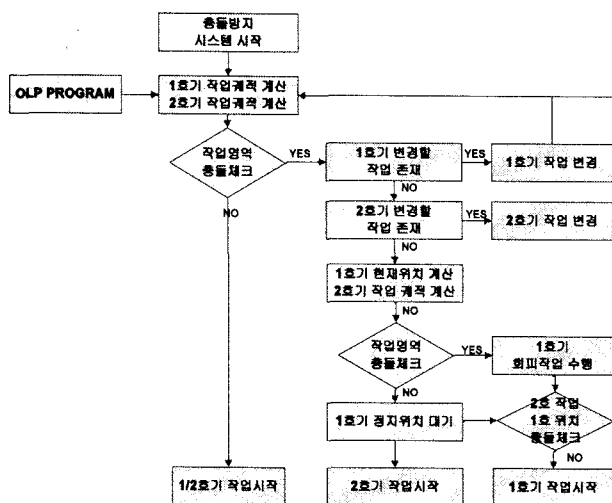 충돌방지
시스템 시작
OLP PROGRAM
1호기 작업궤적 계산
2호기 작업궤적 계산
작업영역
충돌체크
YES
1호기 변경할
작업 존재
YES
1호기 작업 변경
NO
NO
2호기 변경할
작업 존재
YES
2호기 작업 변경
NO
1호기 현재위치 계산
2호기 작업 궤적 계산
NO
작업영역
충돌체크
YES
1호기
회피작업 수행
NO
1호기 정지위치 대기
2호 작업
1호 위치
충돌체크
NO
1/2호기 작업시작
2호기 작업시작
1호기 작업시작